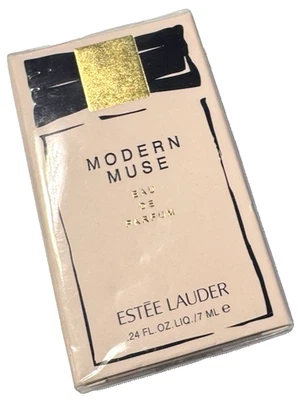 MODERN
MUSE
EAU
DE
PARFUM
ESTĒE LAUDER
.24 FL.OZ.LIQ./7 ML ℮